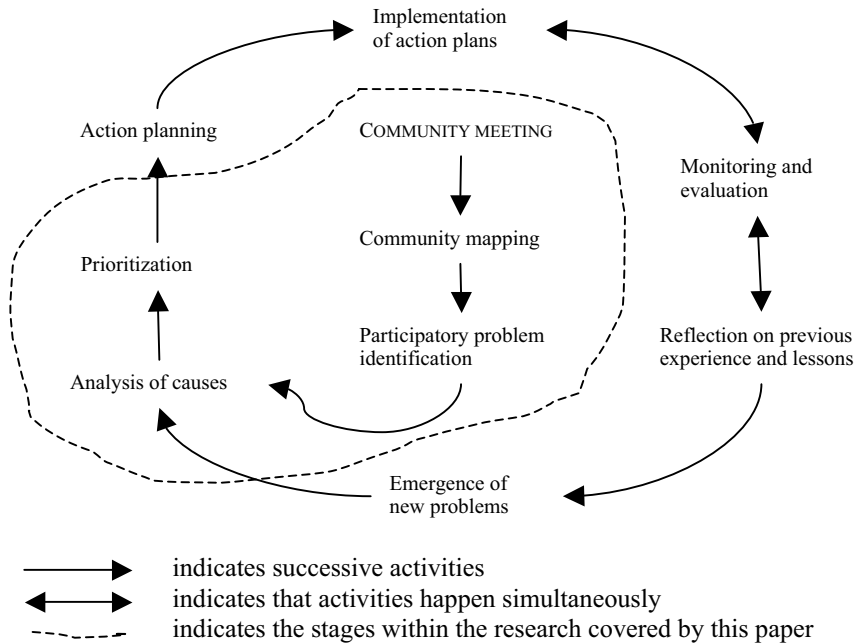 Implementation
of action plans
Action planning
COMMUNITY MEETING
Monitoring and
evaluation
Community mapping
Prioritization
Participatory problem
identification
Reflection on previous
experience and lessons
Analysis of causes
Emergence of
new problems
indicates successive activities
indicates that activities happen simultaneously
indicates the stages within the research covered by this paper